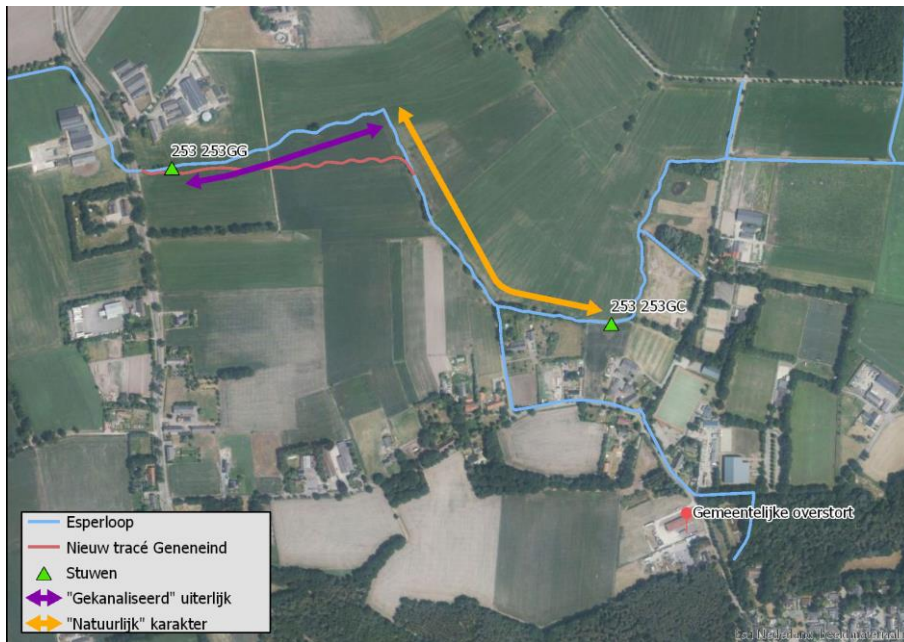 253 253GG
253 253GC
Gemeentelijke overstort
Esperloop
Nieuw tracé Geneneind
Stuwen
"Gekanaliseerd" uiterlijk
"Natuurlijk" karakter